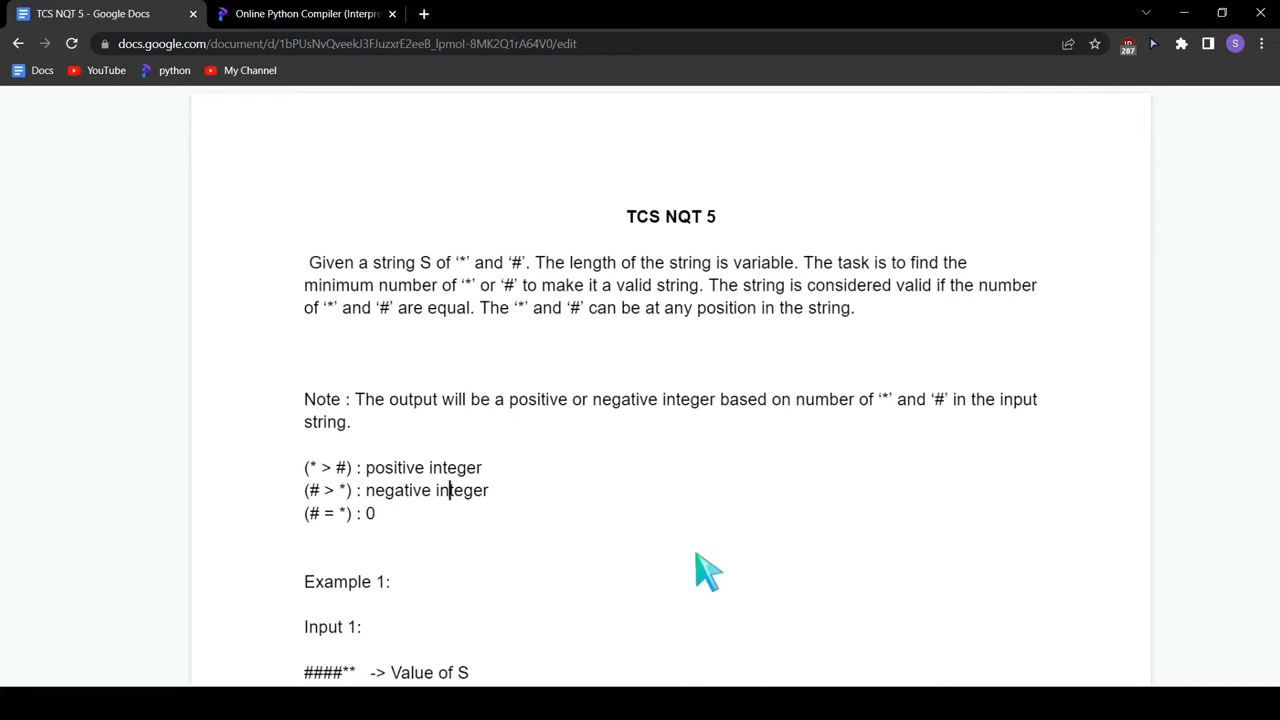 TCS NQT 5 - Google Docs
Online Python Compiler (Interpre
docs.google.com/document/d/1bPUsNvQveekJ3FJuzxrE2eeB_lpmoI-8MK2Q1rA64V0/edit
287
S
Docs YouTube python My Channel
TCS NQT 5
Given a string S of ‘*’ and ‘#’. The length of the string is variable. The task is to find the
minimum number of ‘*’ or ‘#’ to make it a valid string. The string is considered valid if the number
of ‘*’ and ‘#’ are equal. The ‘*’ and ‘#’ can be at any position in the string.
Note : The output will be a positive or negative integer based on number of ‘*’ and ‘#’ in the input
string.
(* > #) : positive integer
(# > *) : negative integer
(# = *) : 0
Example 1:
Input 1:
####** -> Value of S